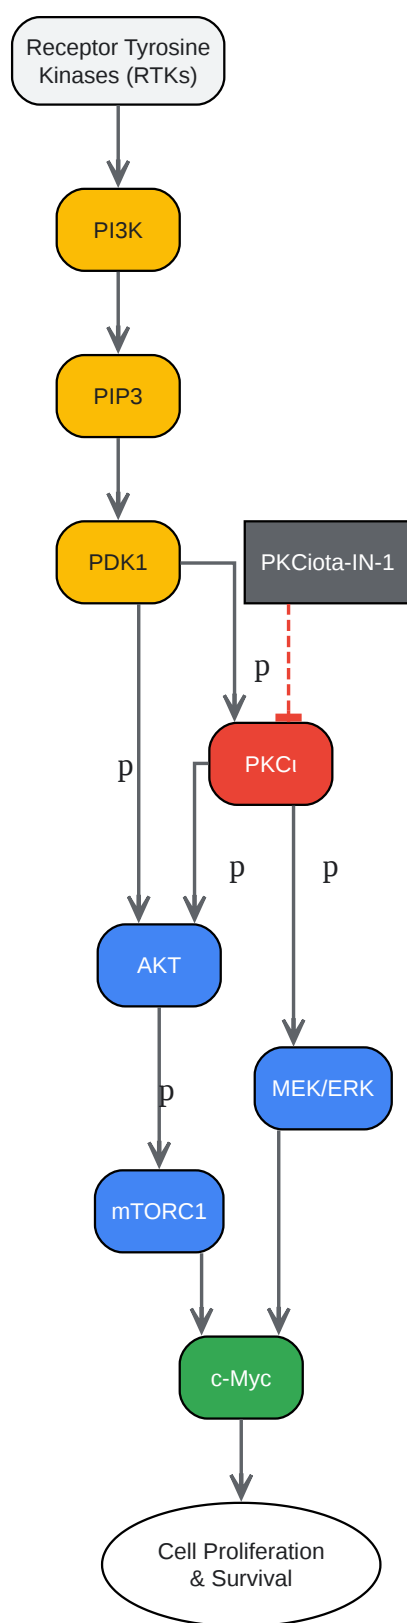 Receptor Tyrosine
Kinases (RTKs)
PI3K
PIP3
PDK1
PKCiota-IN-1
p
PKCι
p
p
p
AKT
MEK/ERK
p
mTORC1
c-Myc
Cell Proliferation
& Survival